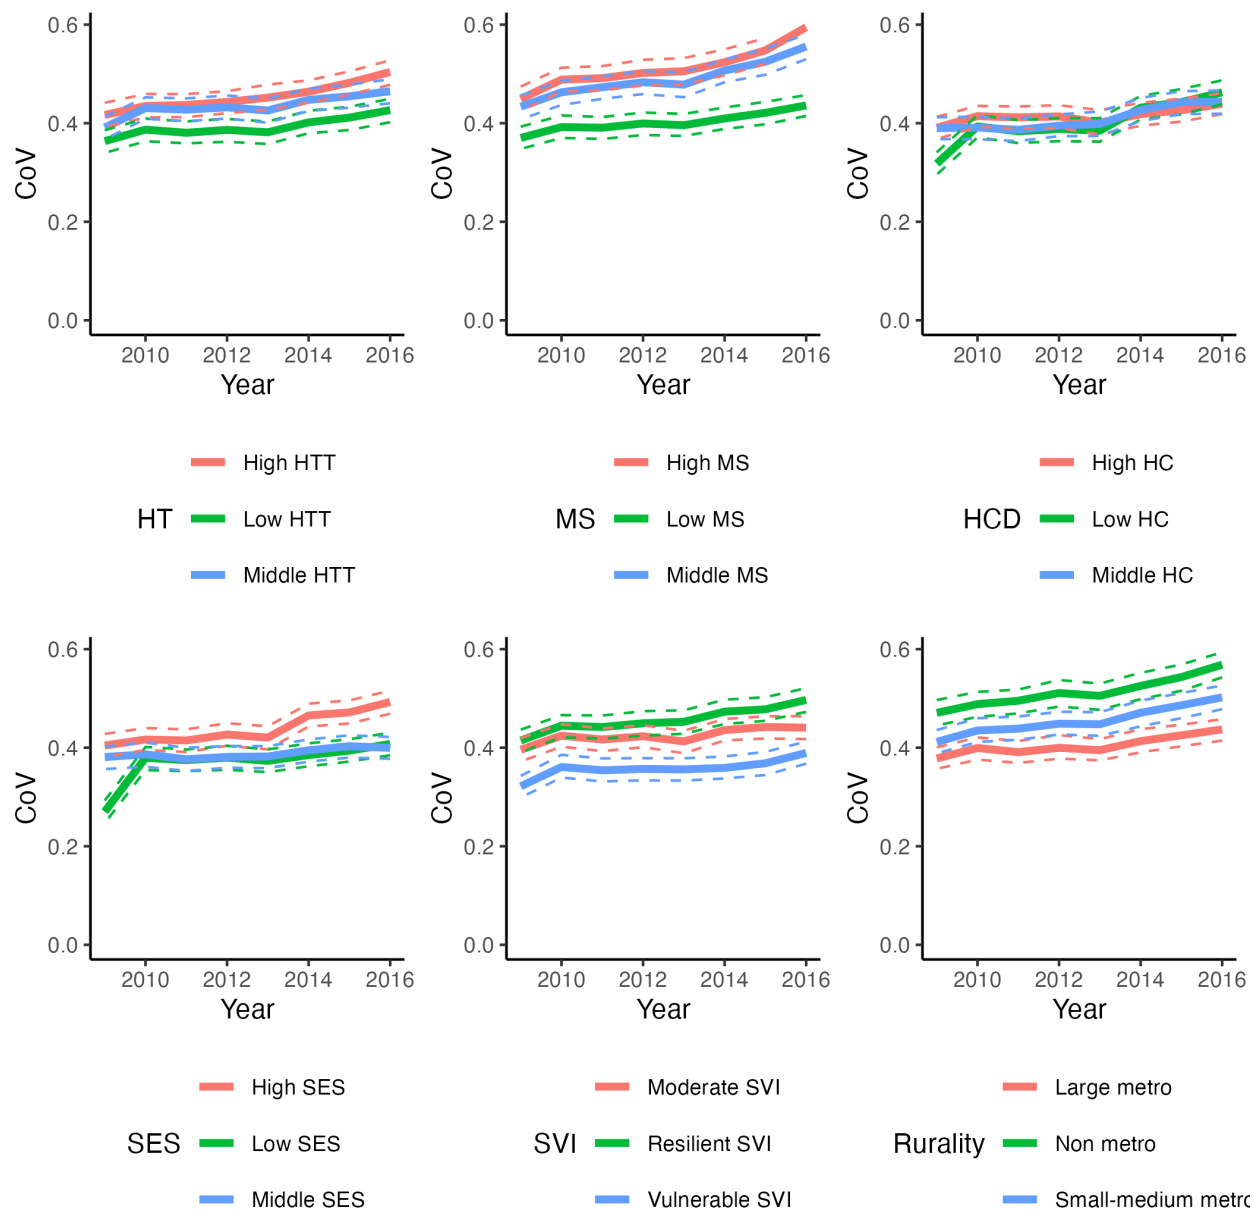 0.6
0.4
0.2
0.0
CoV
2010 2012 2014 2016
Year
High HTT
HT Low HTT
Middle HTT
0.6
0.4
0.2
0.0
CoV
2010 2012 2014 2016
Year
High MS
MS Low MS
Middle MS
0.6
0.4
0.2
0.0
CoV
2010 2012 2014 2016
Year
High HC
HCD Low HC
Middle HC
0.6
0.4
0.2
0.0
CoV
2010 2012 2014 2016
Year
High SES
SES Low SES
Middle SES
0.6
0.4
0.2
0.0
CoV
2010 2012 2014 2016
Year
Moderate SVI
SVI Resilient SVI
Vulnerable SVI
0.6
0.4
0.2
0.0
CoV
2010 2012 2014 2016
Year
Large metro
Rurality Non metro
Small-medium metro